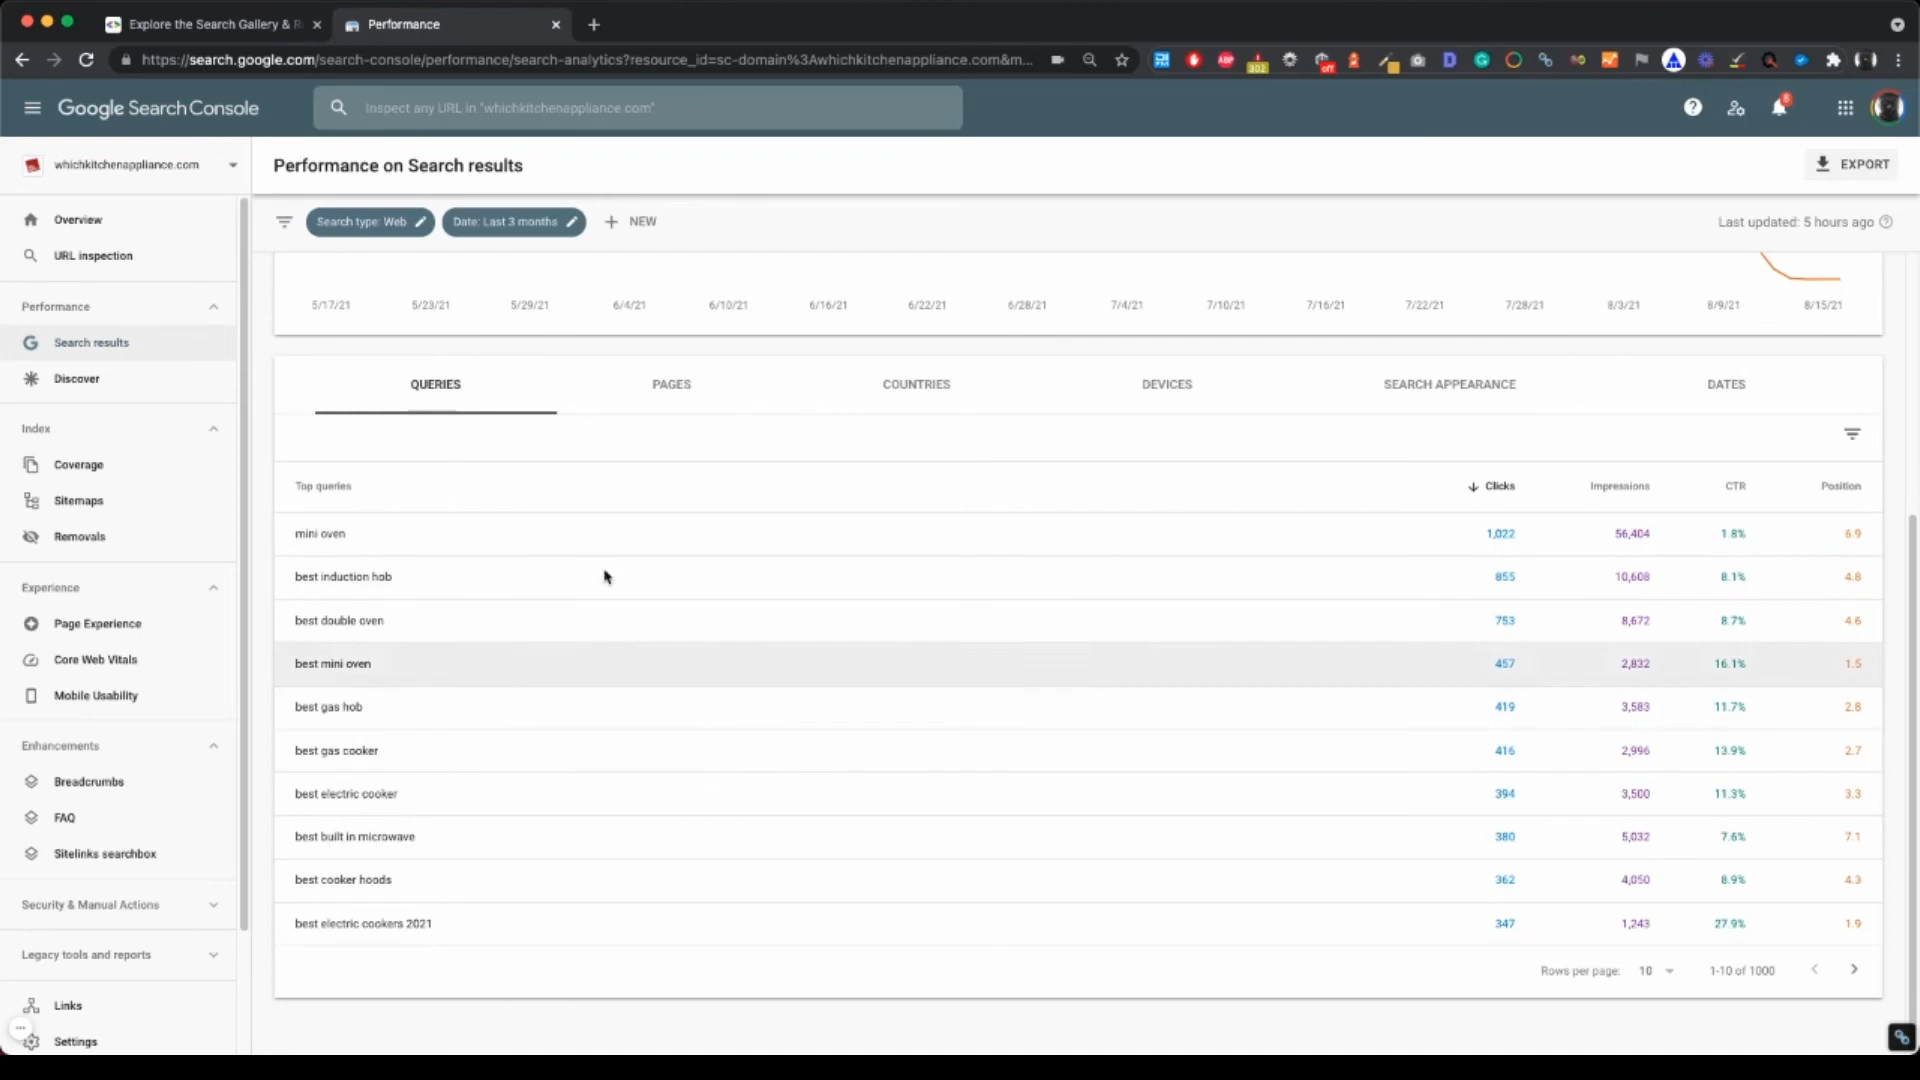 Explore the Search Gallery & R
Performance
https://search.google.com/search-console/performance/search-analytics?resource_id=sc-domain%3Awhichkitchenappliance.com&m...
Google Search Console
Inspect any URL in "whichkitchenappliance.com"
whichkitchenappliance.com
Performance on Search results
EXPORT
Search type: Web
Date: Last 3 months
NEW
Last updated: 5 hours ago
Overview
URL inspection
Performance
Search results
Discover
Index
Coverage
Sitemaps
Removals
Experience
Page Experience
Core Web Vitals
Mobile Usability
Enhancements
Breadcrumbs
FAQ
Sitelinks searchbox
Security & Manual Actions
Legacy tools and reports
Links
Settings
5/17/21 5/23/21 5/29/21 6/4/21 6/10/21 6/16/21 6/22/21 6/28/21 7/4/21 7/10/21 7/16/21 7/22/21 7/28/21 8/3/21 8/9/21 8/15/21
QUERIES PAGES COUNTRIES DEVICES SEARCH APPEARANCE DATES
Top queries Clicks Impressions CTR Position
mini oven 1,022 56,404 1.8% 6.9
best induction hob 855 10,608 8.1% 4.8
best double oven 753 8,672 8.7% 4.6
best mini oven 457 2,832 16.1% 1.5
best gas hob 419 3,583 11.7% 2.8
best gas cooker 416 2,996 13.9% 2.7
best electric cooker 394 3,500 11.3% 3.3
best built in microwave 380 5,032 7.6% 7.1
best cooker hoods 362 4,050 8.9% 4.3
best electric cookers 2021 347 1,243 27.9% 1.9
Rows per page: 10 1-10 of 1000